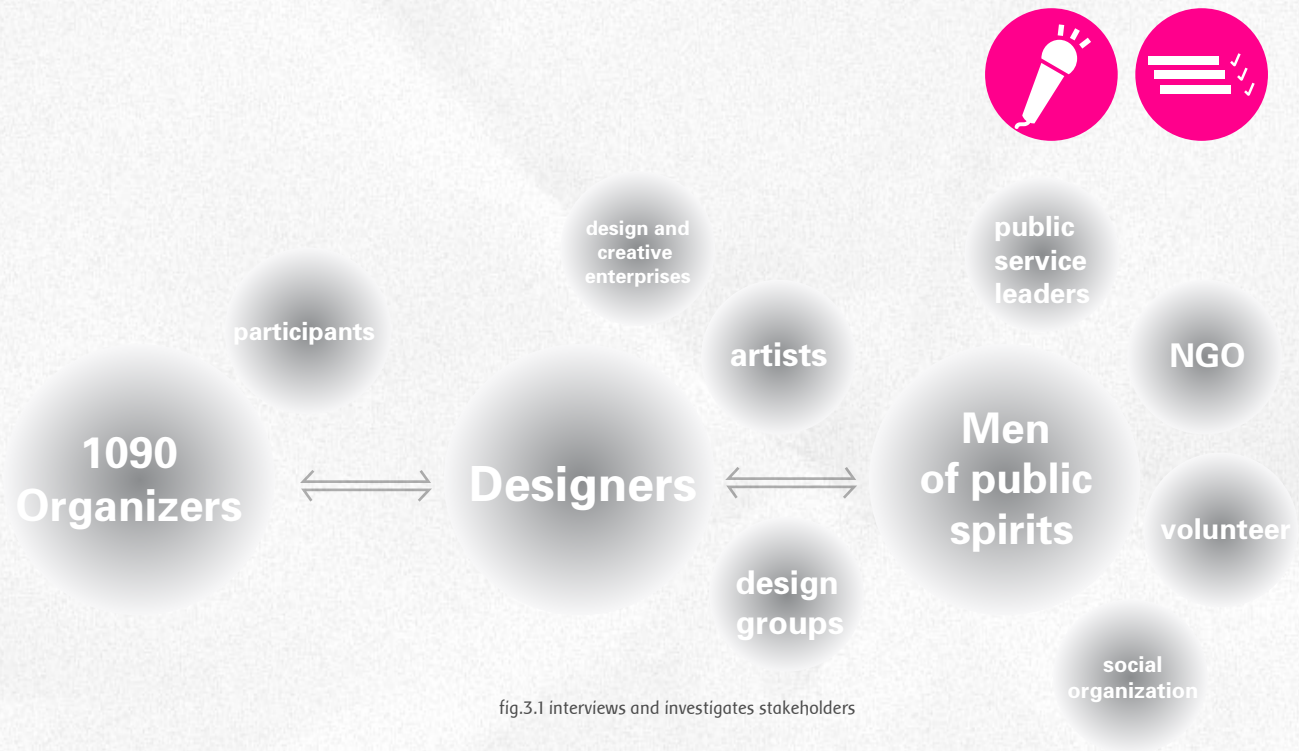 participants
1090
Organizers
design and
creative
enterprises
artists
Designers
design
groups
public
service
leaders
NGO
Men
of public
spirits
volunteer
social
organization
fig.3.1 interviews and investigates stakeholders